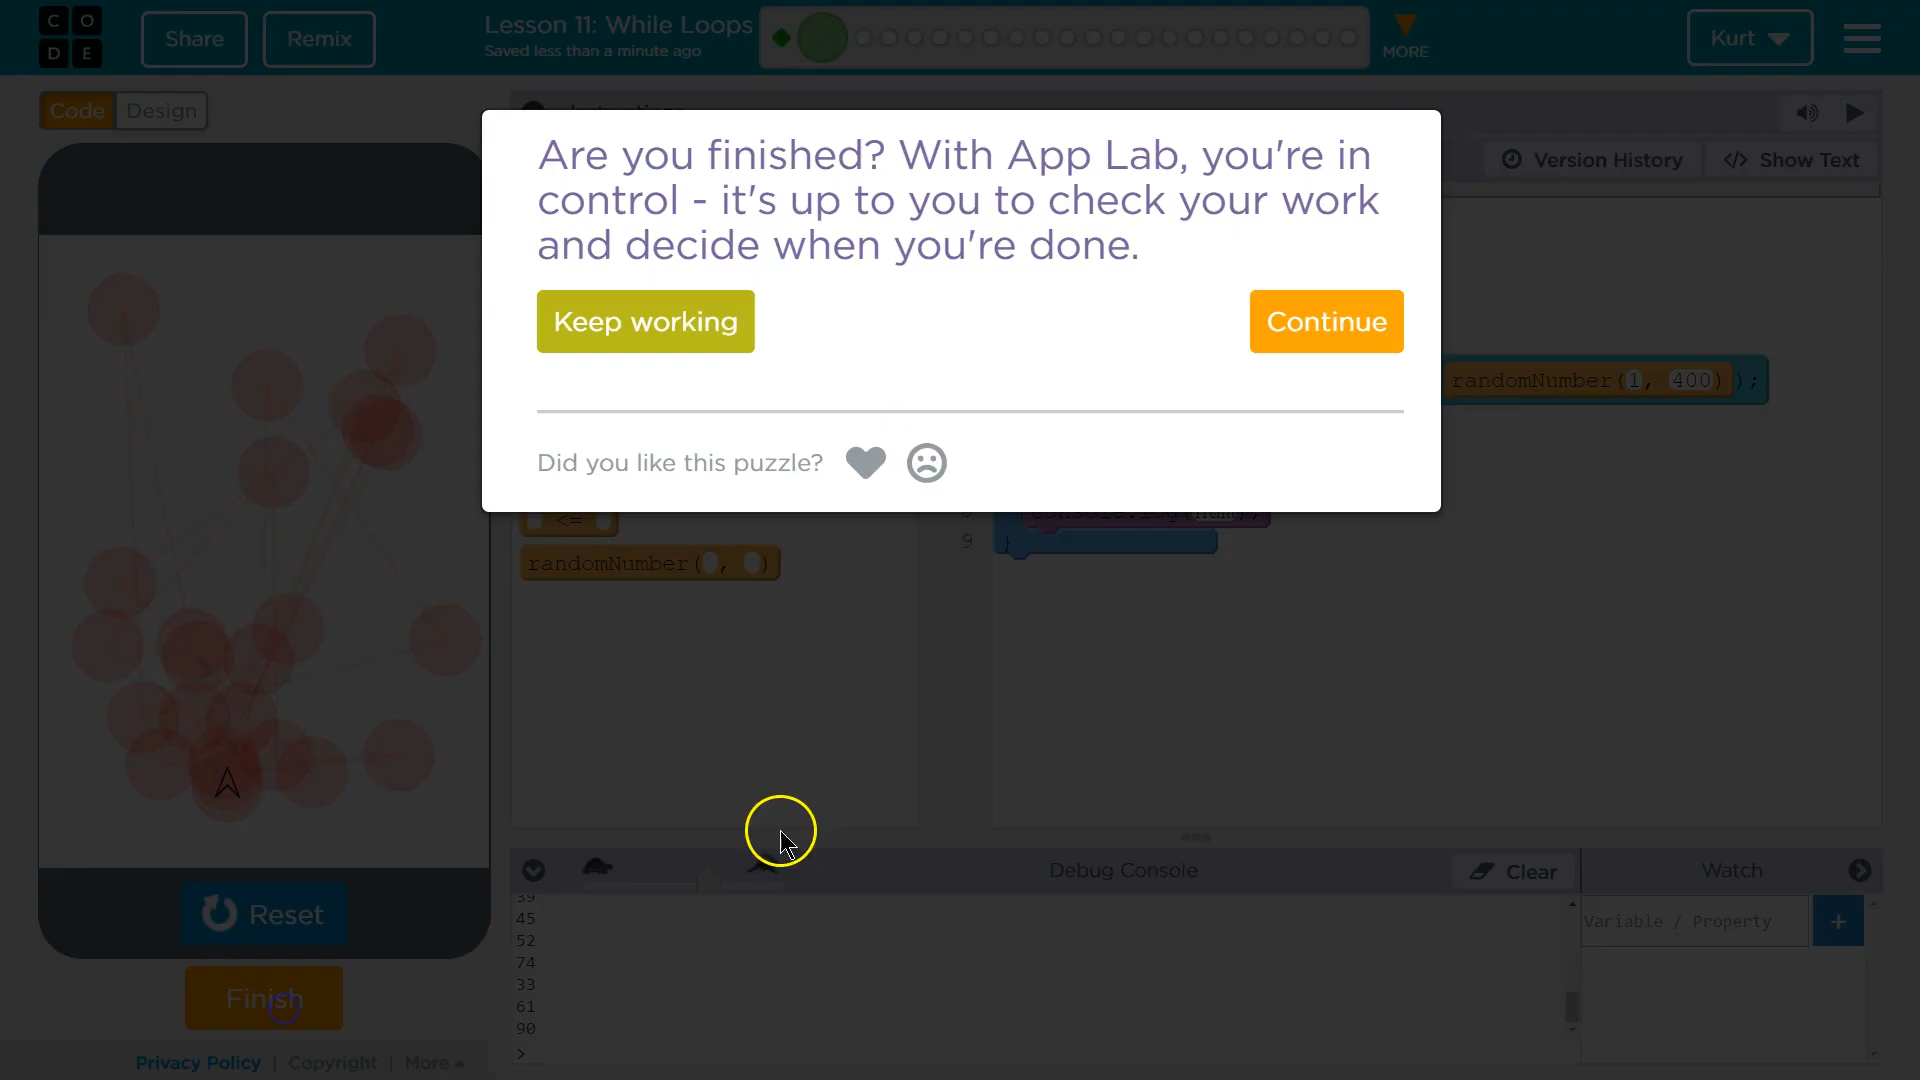 C O
D E
Share
Remix
Lesson 11: While Loops
Saved less than a minute ago
MORE
Kurt
Code
Design
Version History
</> Show Text
Are you finished? With App Lab, you're in
control - it's up to you to check your work
and decide when you're done.
Keep working
Continue
Did you like this puzzle?
randomNumber(1, 400));
<=
randomNumber( , )
9
}
Reset
Finish
Debug Console
Clear
Watch
39
45
52
74
33
61
90
>
Variable / Property
+
Privacy Policy | Copyright | More